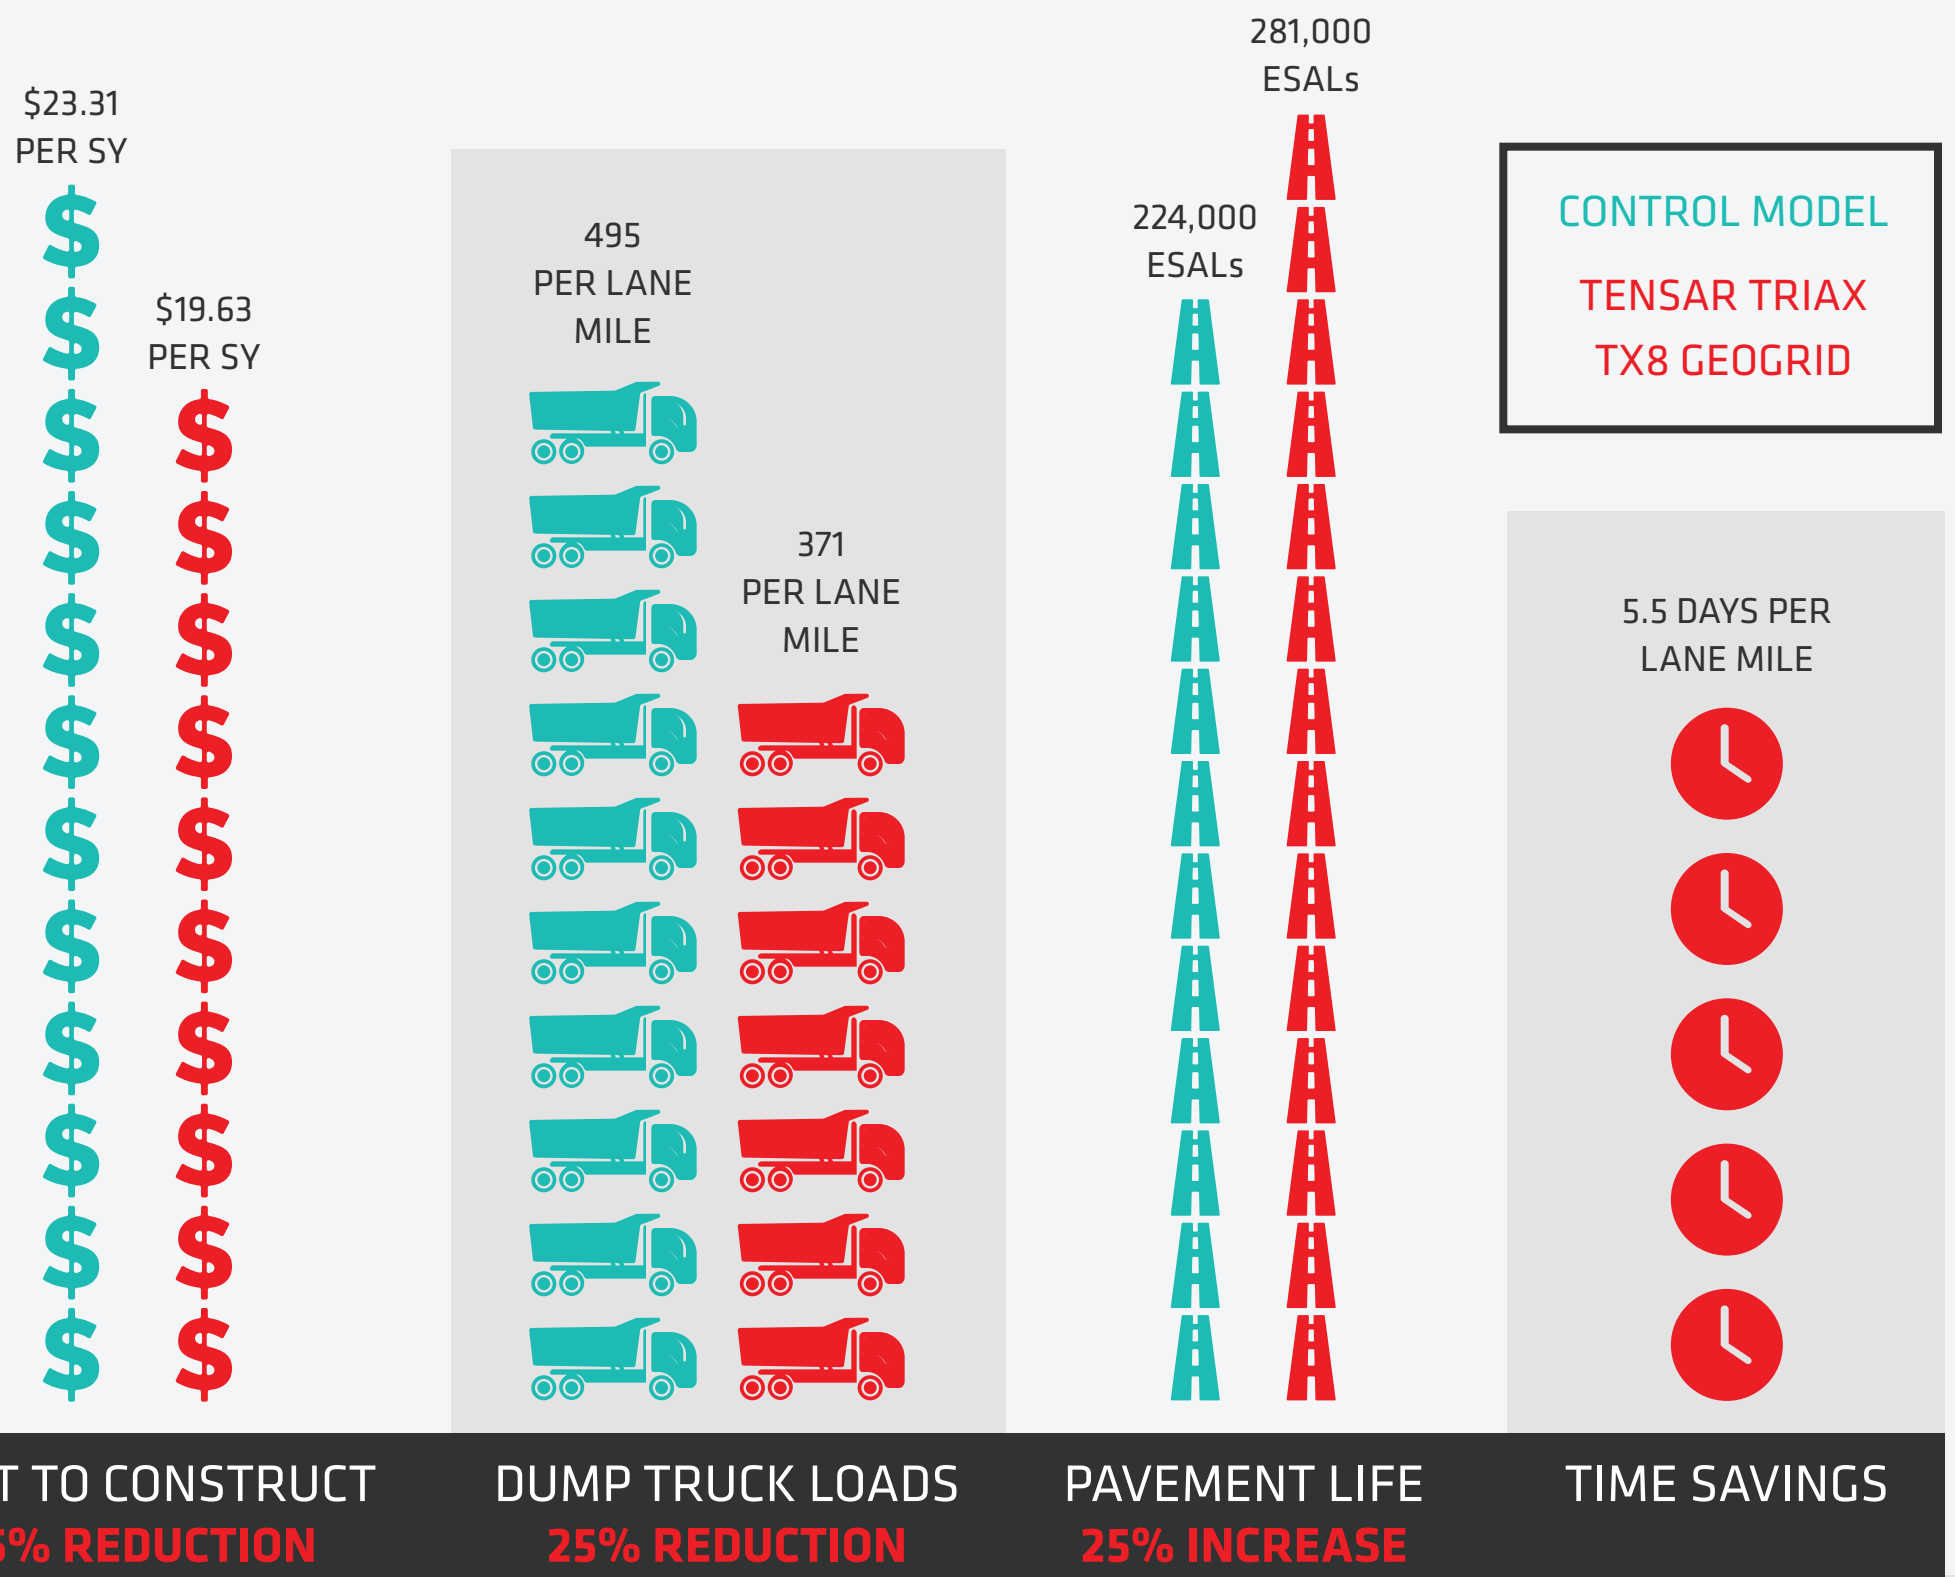 $23.31
PER SY
$19.63
PER SY
T TO CONSTRUCT
% REDUCTION
495
PER LANE
MILE
371
PER LANE
MILE
DUMP TRUCK LOADS
25% REDUCTION
224,000
ESALs
281,000
ESALs
PAVEMENT LIFE
25% INCREASE
CONTROL MODEL
TENSAR TRIAX
TX8 GEOGRID
5.5 DAYS PER
LANE MILE
TIME SAVINGS